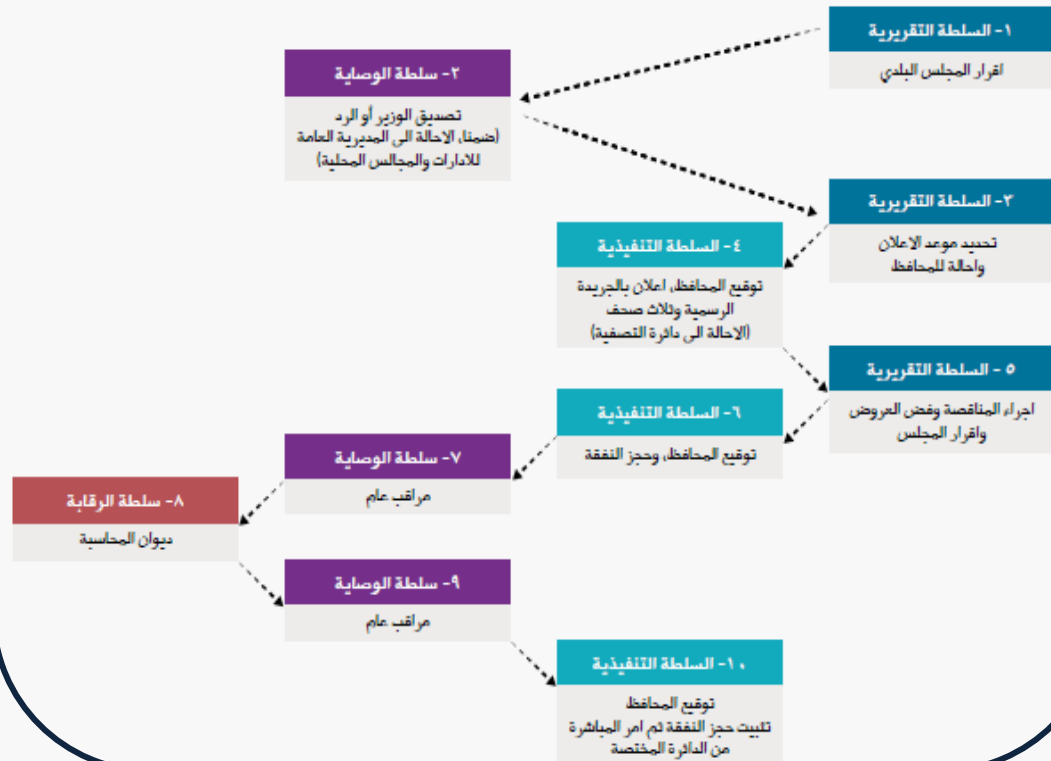 ١- السلطة التقريرية
اقرار المجلس البلدي
٢- سلطة الوصاية
تصديق الوزير أو الرد
(ضمنا، الاحالة الى المديرية العامة
للادارات والمجالس المحلية)
٣- السلطة التقريرية
تحديد موعد الاعلان
واحالة للمحافظ
٤- السلطة التنفيذية
توقيع المحافظ، اعلان بالجريدة
الرسمية وثلاث صحف
(الاحالة الى دائرة التصفية)
٥ - السلطة التقريرية
اجراء المناقصة وفض العروض
واقرار المجلس
٦- السلطة التنفيذية
توقيع المحافظ، وحجز النفقة
٧- سلطة الوصاية
مراقب عام
٨- سلطة الرقابة
ديوان المحاسبة
٩- سلطة الوصاية
مراقب عام
١٠- السلطة التنفيذية
توقيع المحافظ
تثبيت حجز النفقة ثم امر المباشرة
من الدائرة المختصة